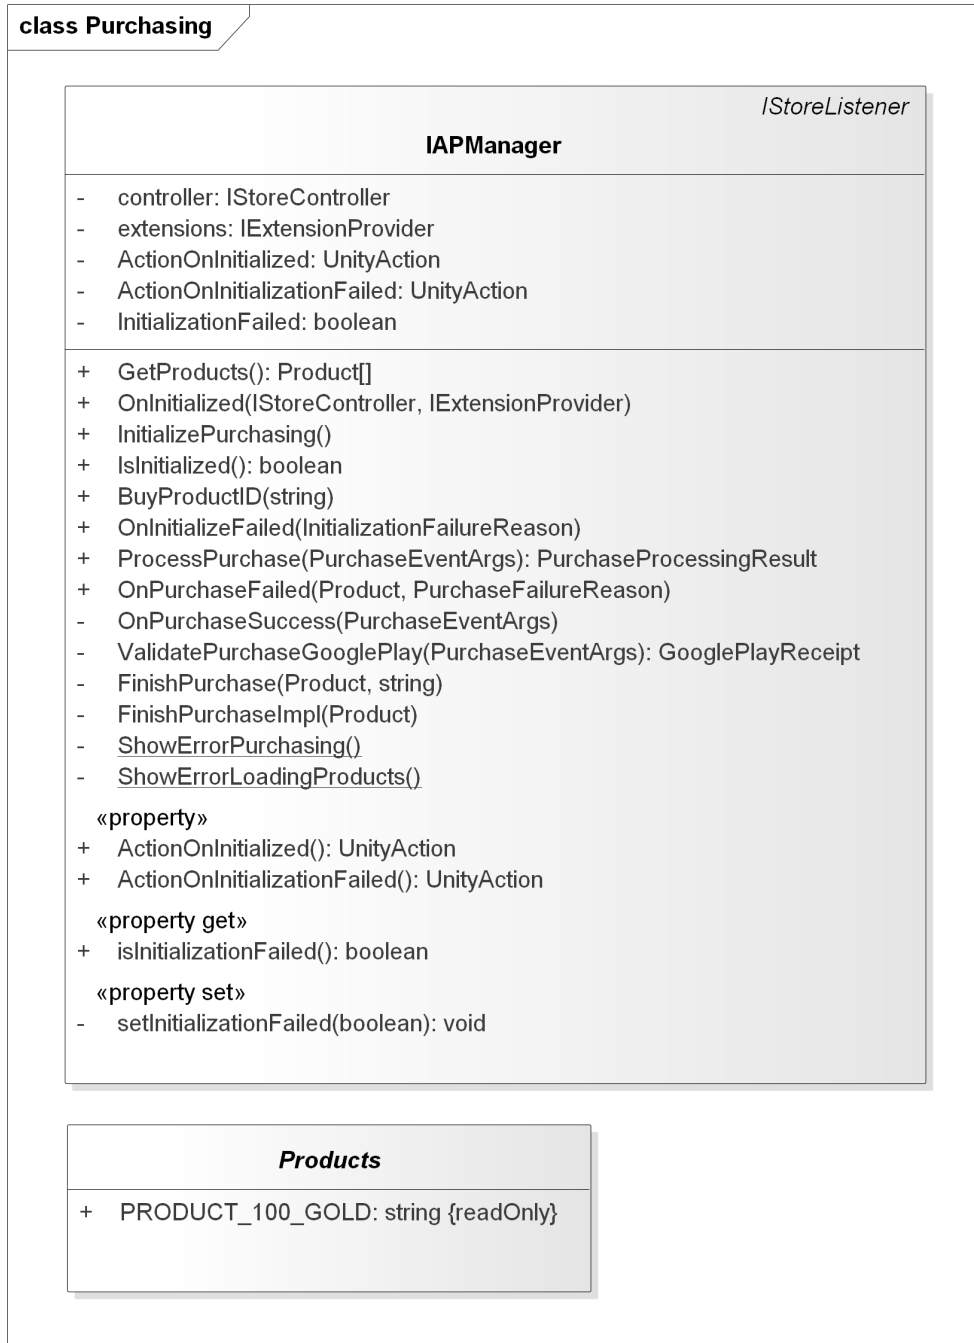 class Purchasing
IStoreListener
IAPManager
- controller: IStoreController
- extensions: IExtensionProvider
- ActionOnInitialized: UnityAction
- ActionOnInitializationFailed: UnityAction
- InitializationFailed: boolean
+ GetProducts(): Product[]
+ OnInitialized(IStoreController, IExtensionProvider)
+ InitializePurchasing()
+ IsInitialized(): boolean
+ BuyProductID(string)
+ OnInitializeFailed(InitializationFailureReason)
+ ProcessPurchase(PurchaseEventArgs): PurchaseProcessingResult
+ OnPurchaseFailed(Product, PurchaseFailureReason)
- OnPurchaseSuccess(PurchaseEventArgs)
- ValidatePurchaseGooglePlay(PurchaseEventArgs): GooglePlayReceipt
- FinishPurchase(Product, string)
- FinishPurchaseImpl(Product)
- ShowErrorPurchasing()
- ShowErrorLoadingProducts()
«property»
+ ActionOnInitialized(): UnityAction
+ ActionOnInitializationFailed(): UnityAction
«property get»
+ isInitializationFailed(): boolean
«property set»
- setInitializationFailed(boolean): void
Products
+ PRODUCT_100_GOLD: string {readOnly}